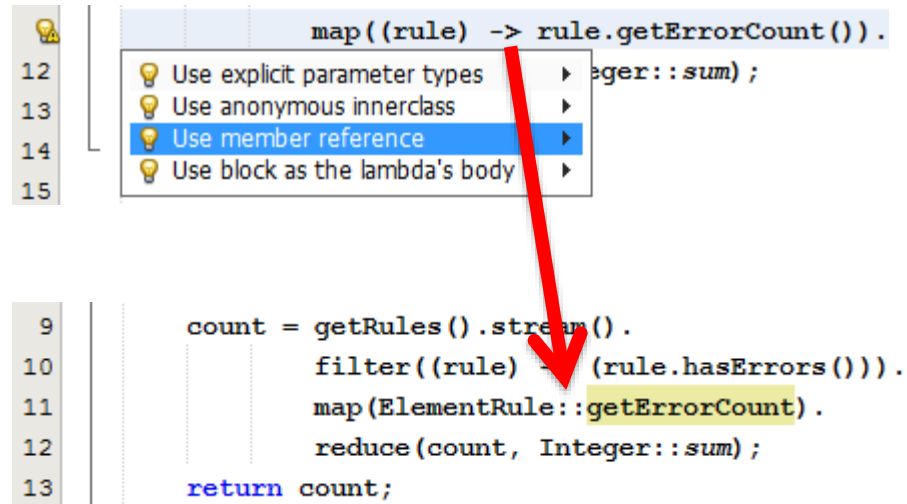 map((rule) -> rule.getErrorCount()).
12 Use explicit parameter types eger::sum);
13 Use anonymous innerclass
14 Use member reference
15 Use block as the lambda's body
9 count = getRules().stream().
10 filter((rule) - (rule.hasErrors())).
11 map(ElementRule::getErrorCount).
12 reduce(count, Integer::sum);
13 return count;